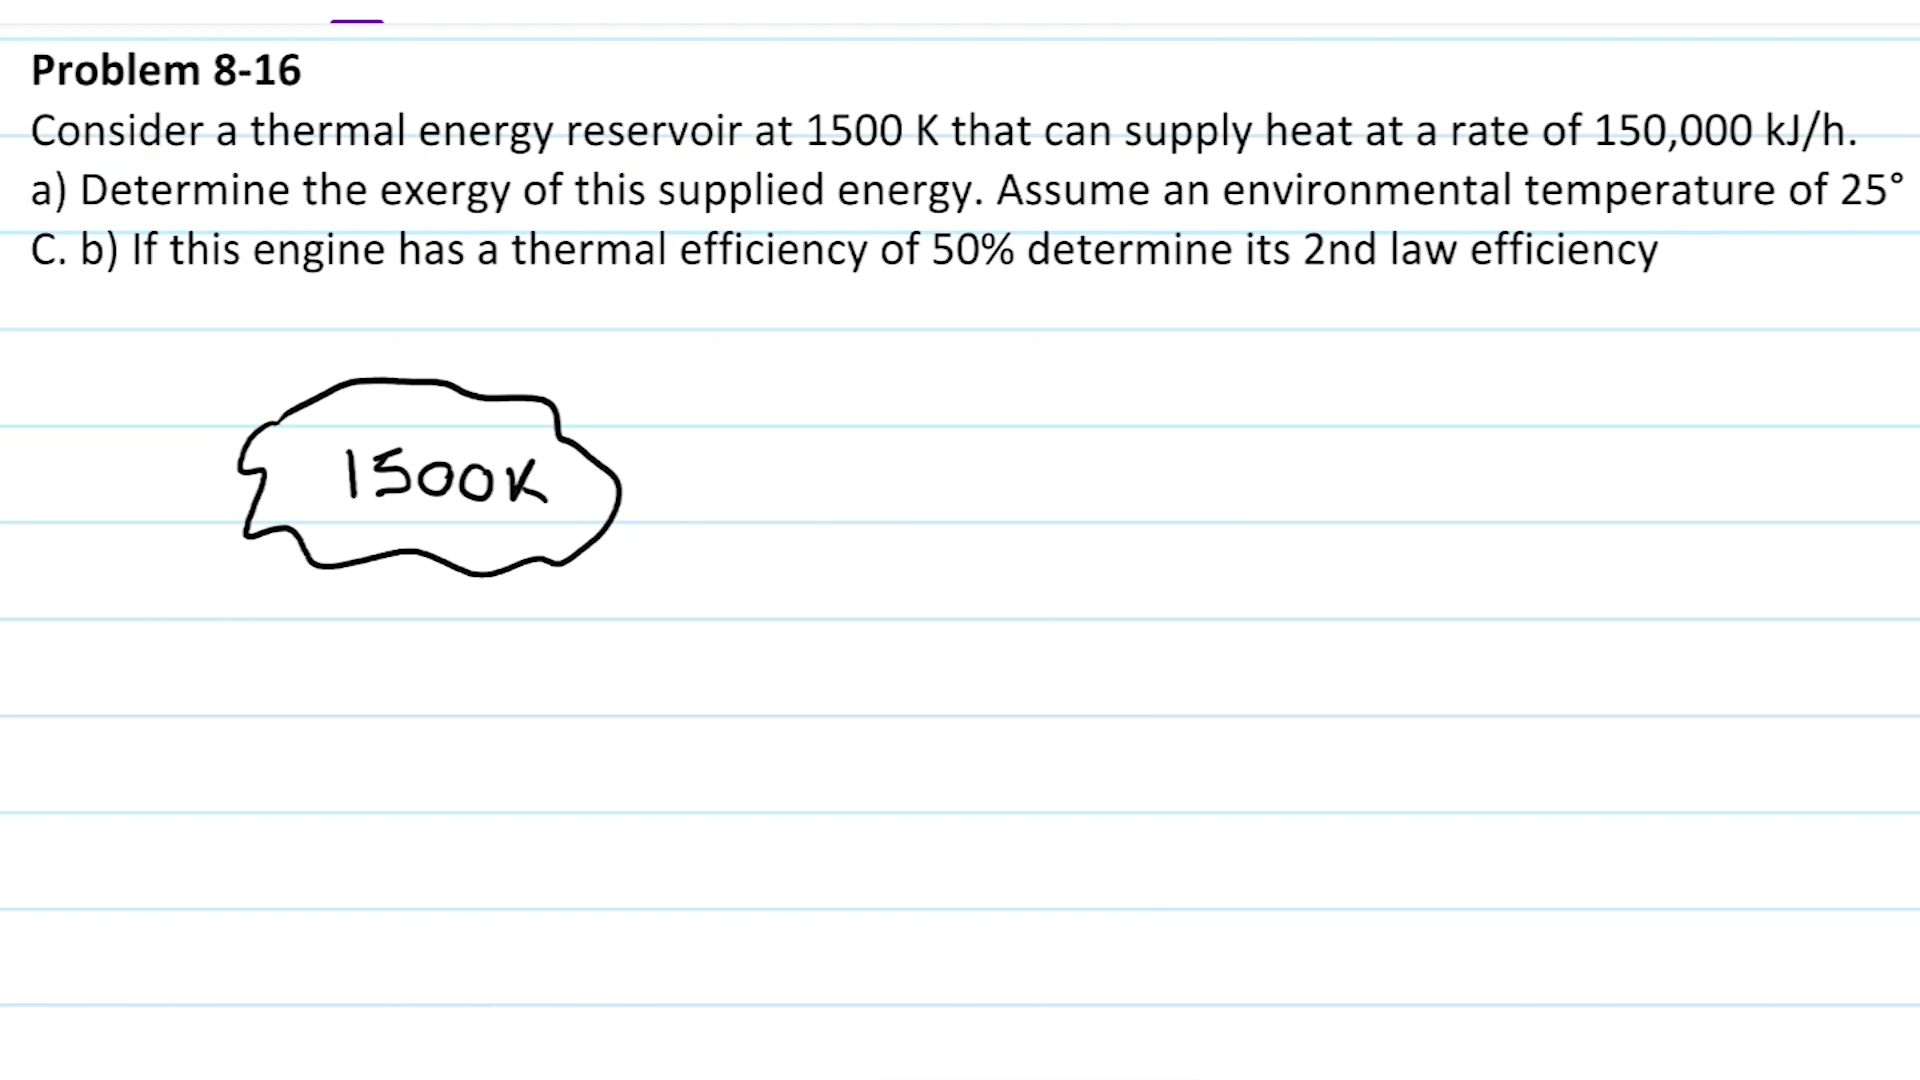 Problem 8-16
Consider a thermal energy reservoir at 1500 K that can supply heat at a rate of 150,000 kJ/h.
a) Determine the exergy of this supplied energy. Assume an environmental temperature of 25°
C. b) If this engine has a thermal efficiency of 50% determine its 2nd law efficiency
1500K